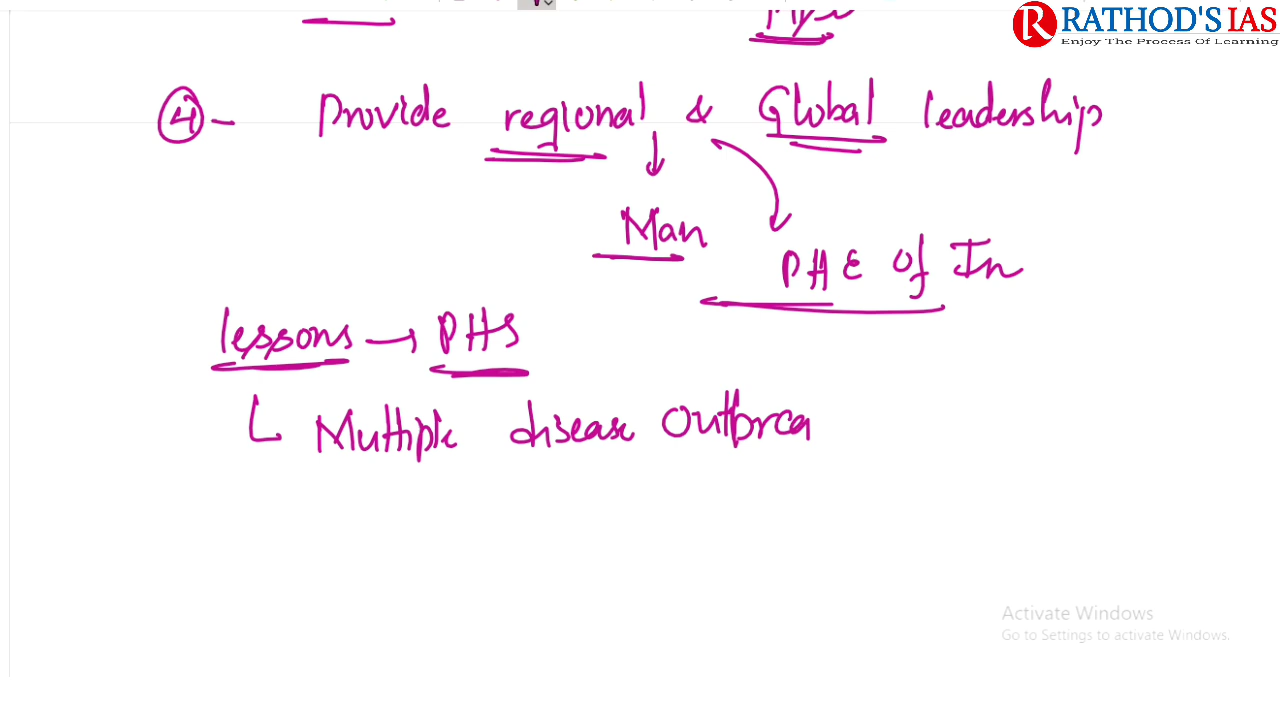 RATHOD'S IAS
Enjoy The Process Of Learning
④- Provide regional & Global leadership
Man
PHE Of In
lessons → PHS
Multiple disease Outbrea
Activate Windows
Go to Settings to activate Windows.